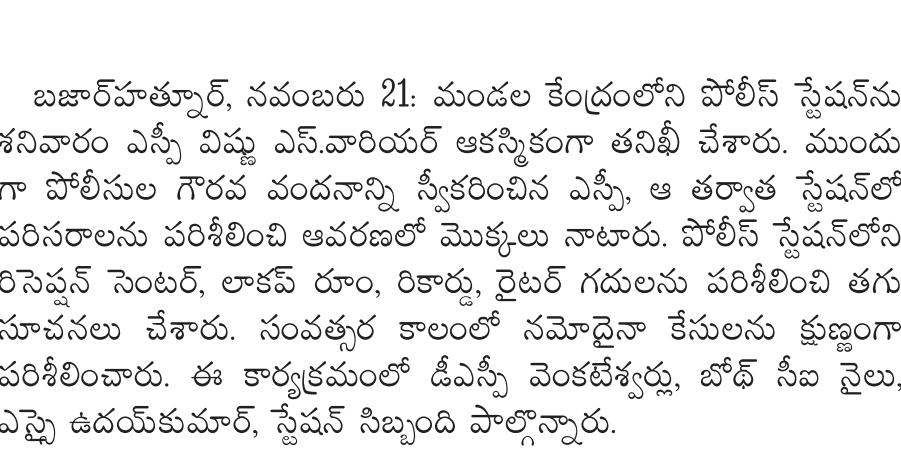 బజార్‌హత్నూర్, నవంబరు 21: మండల కేంద్రంలోని పోలీస్ స్టేషన్‌ను
శనివారం ఎస్పీ విష్ణు ఎస్.వారియర్ ఆకస్మికంగా తనిఖీ చేశారు. ముందు
గా పోలీసుల గౌరవ వందనాన్ని స్వీకరించిన ఎస్పీ, ఆ తర్వాత స్టేషన్‌లో
పరిసరాలను పరిశీలించి ఆవరణలో మొక్కలు నాటారు. పోలీస్ స్టేషన్‌లోని
రిసెప్షన్ సెంటర్, లాకప్ రూం, రికార్డు, రైటర్ గదులను పరిశీలించి తగు
సూచనలు చేశారు. సంవత్సర కాలంలో నమోదైనా కేసులను క్షుణ్ణంగా
పరిశీలించారు. ఈ కార్యక్రమంలో డీఎస్పీ వెంకటేశ్వర్లు, బోథ్ సీఐ నైలు,
ఎస్సై ఉదయ్‌కుమార్, స్టేషన్ సిబ్బంది పాల్గొన్నారు.